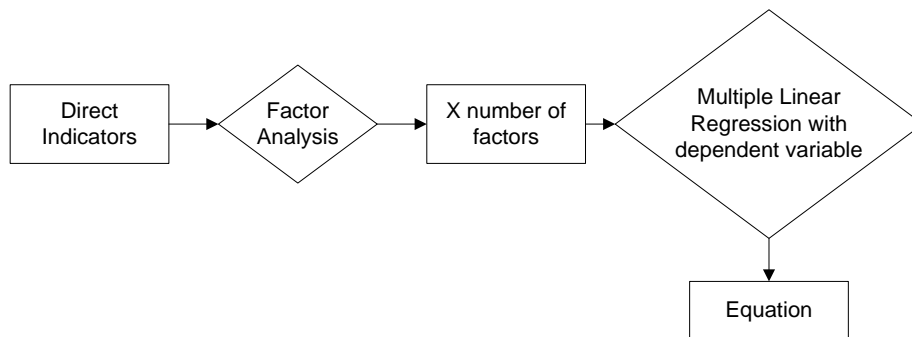 Direct
Indicators
Factor
Analysis
X number of
factors
Multiple Linear
Regression with
dependent variable
Equation